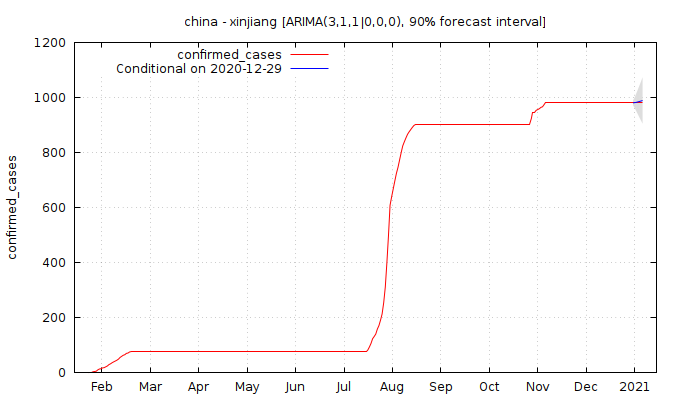 china - xinjiang [ARIMA(3,1,1|0,0,0), 90% forecast interval]
confirmed_cases
Conditional on 2020-12-29
confirmed_cases
1200
1000
800
600
400
200
0
Feb Mar Apr May Jun Jul Aug Sep Oct Nov Dec 2021